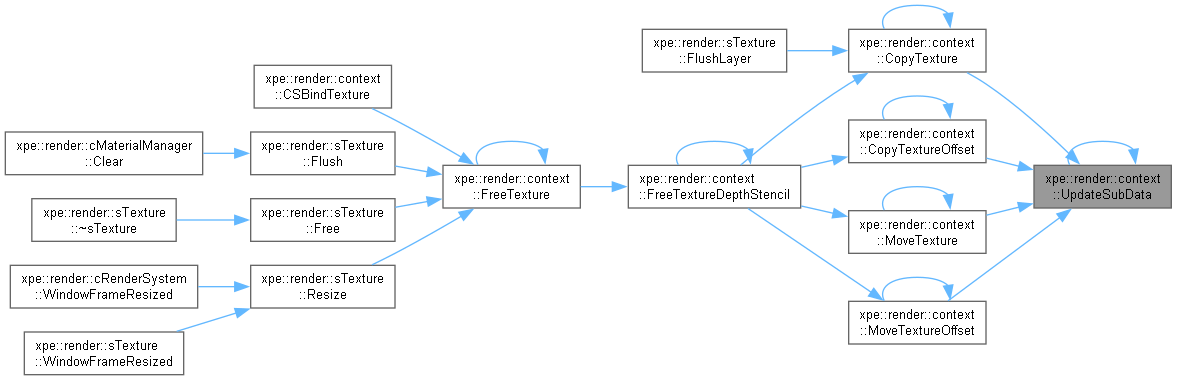 xpe::render::sTexture
::FlushLayer
xpe::render::context
::CopyTexture
xpe::render::context
::CSBindTexture
xpe::render::cMaterialManager
::Clear
xpe::render::sTexture
::Flush
xpe::render::context
::CopyTextureOffset
xpe::render::context
::FreeTexture
xpe::render::context
::FreeTextureDepthStencil
xpe::render::context
::UpdateSubData
xpe::render::sTexture
::~sTexture
xpe::render::sTexture
::Free
xpe::render::context
::MoveTexture
xpe::render::cRenderSystem
::WindowFrameResized
xpe::render::sTexture
::Resize
xpe::render::context
::MoveTextureOffset
xpe::render::sTexture
::WindowFrameResized